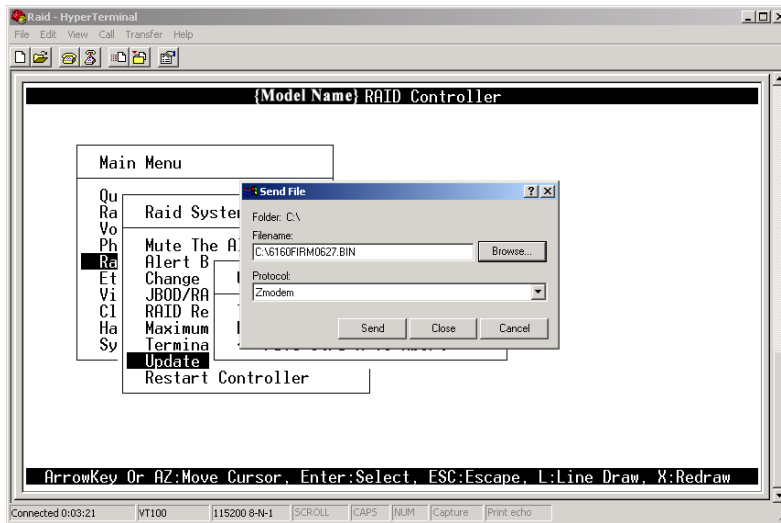 Raid - HyperTerminal
File Edit View Call Transfer Help
{Model Name} RAID Controller
Main Menu
Qu
Ra
Vo
Ph
Ra
Et
Vi
Cl
Ha
Sy
Raid System
Mute The A
Alert B
Change
JBOD/RA
RAID Re
Maximum
Termina
Update
Restart Controller
Send File
Folder: C:\
Filename:
C:\6160FIRM0627.BIN
Browse...
Protocol:
Zmodem
Send Close Cancel
ArrowKey Or AZ:Move Cursor, Enter:Select, ESC:Escape, L:Line Draw, X:Redraw
Connected 0:03:21 VT100 115200 8-N-1 SCROLL CAPS NUM Capture Print echo